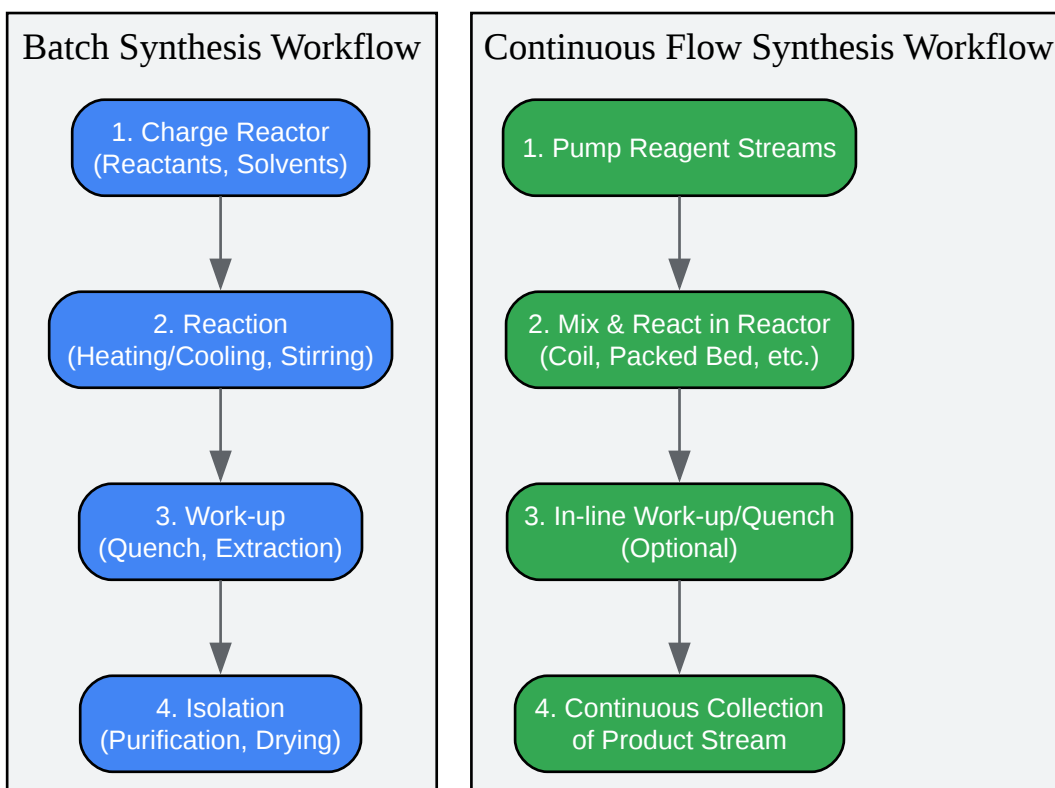 Batch Synthesis Workflow
1. Charge Reactor
(Reactants, Solvents)
2. Reaction
(Heating/Cooling, Stirring)
3. Work-up
(Quench, Extraction)
4. Isolation
(Purification, Drying)
Continuous Flow Synthesis Workflow
1. Pump Reagent Streams
2. Mix & React in Reactor
(Coil, Packed Bed, etc.)
3. In-line Work-up/Quench
(Optional)
4. Continuous Collection
of Product Stream